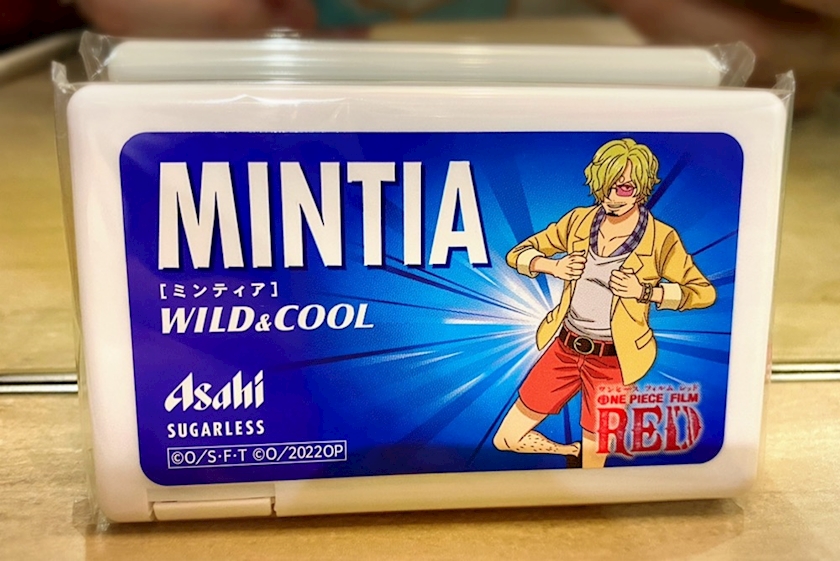 MINTIA
[ミンティア]
WILD&COOL
Asahi
SUGARLESS
©O/S・F・T ©O/2022OP
ワンピース フィルム レッド
ONE PIECE FILM
RED